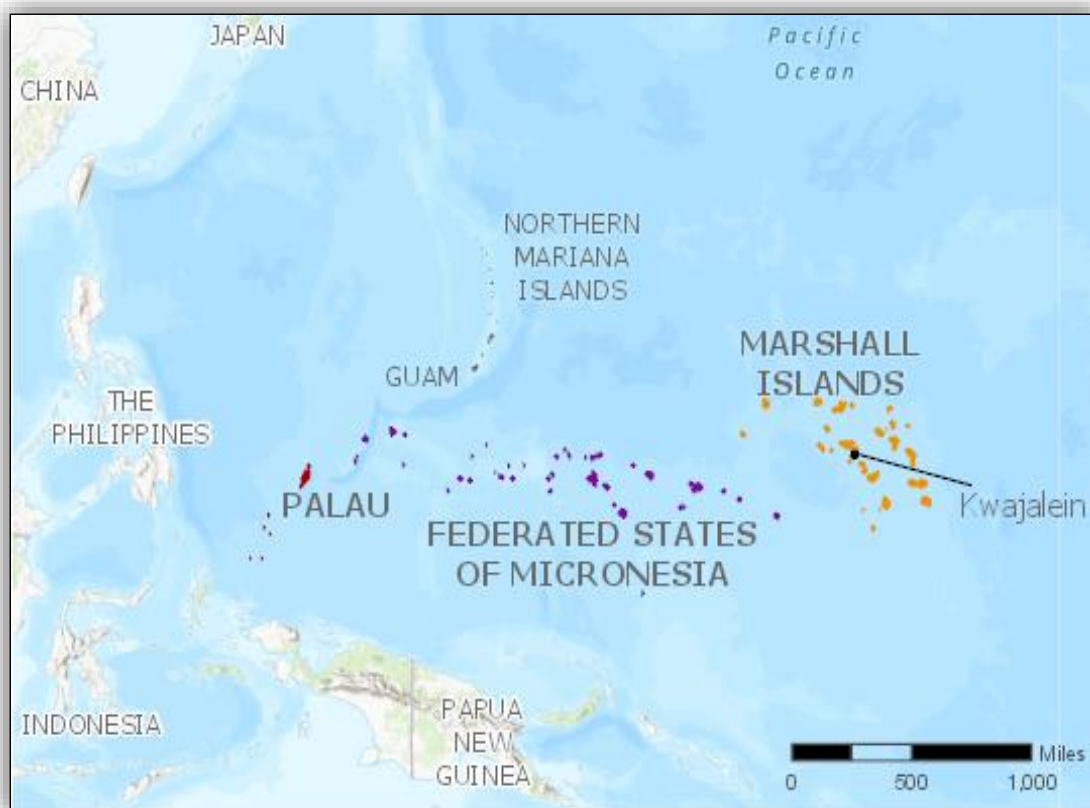 JAPAN
Pacific
Ocean
CHINA
NORTHERN
MARIANA
ISLANDS
MARSHALL
ISLANDS
GUAM
THE
PHILIPPINES
PALAU
Kwajalein
FEDERATED STATES
OF MICRONESIA
INDONESIA
PAPUA
NEW
GUINEA
Miles
0 500 1,000